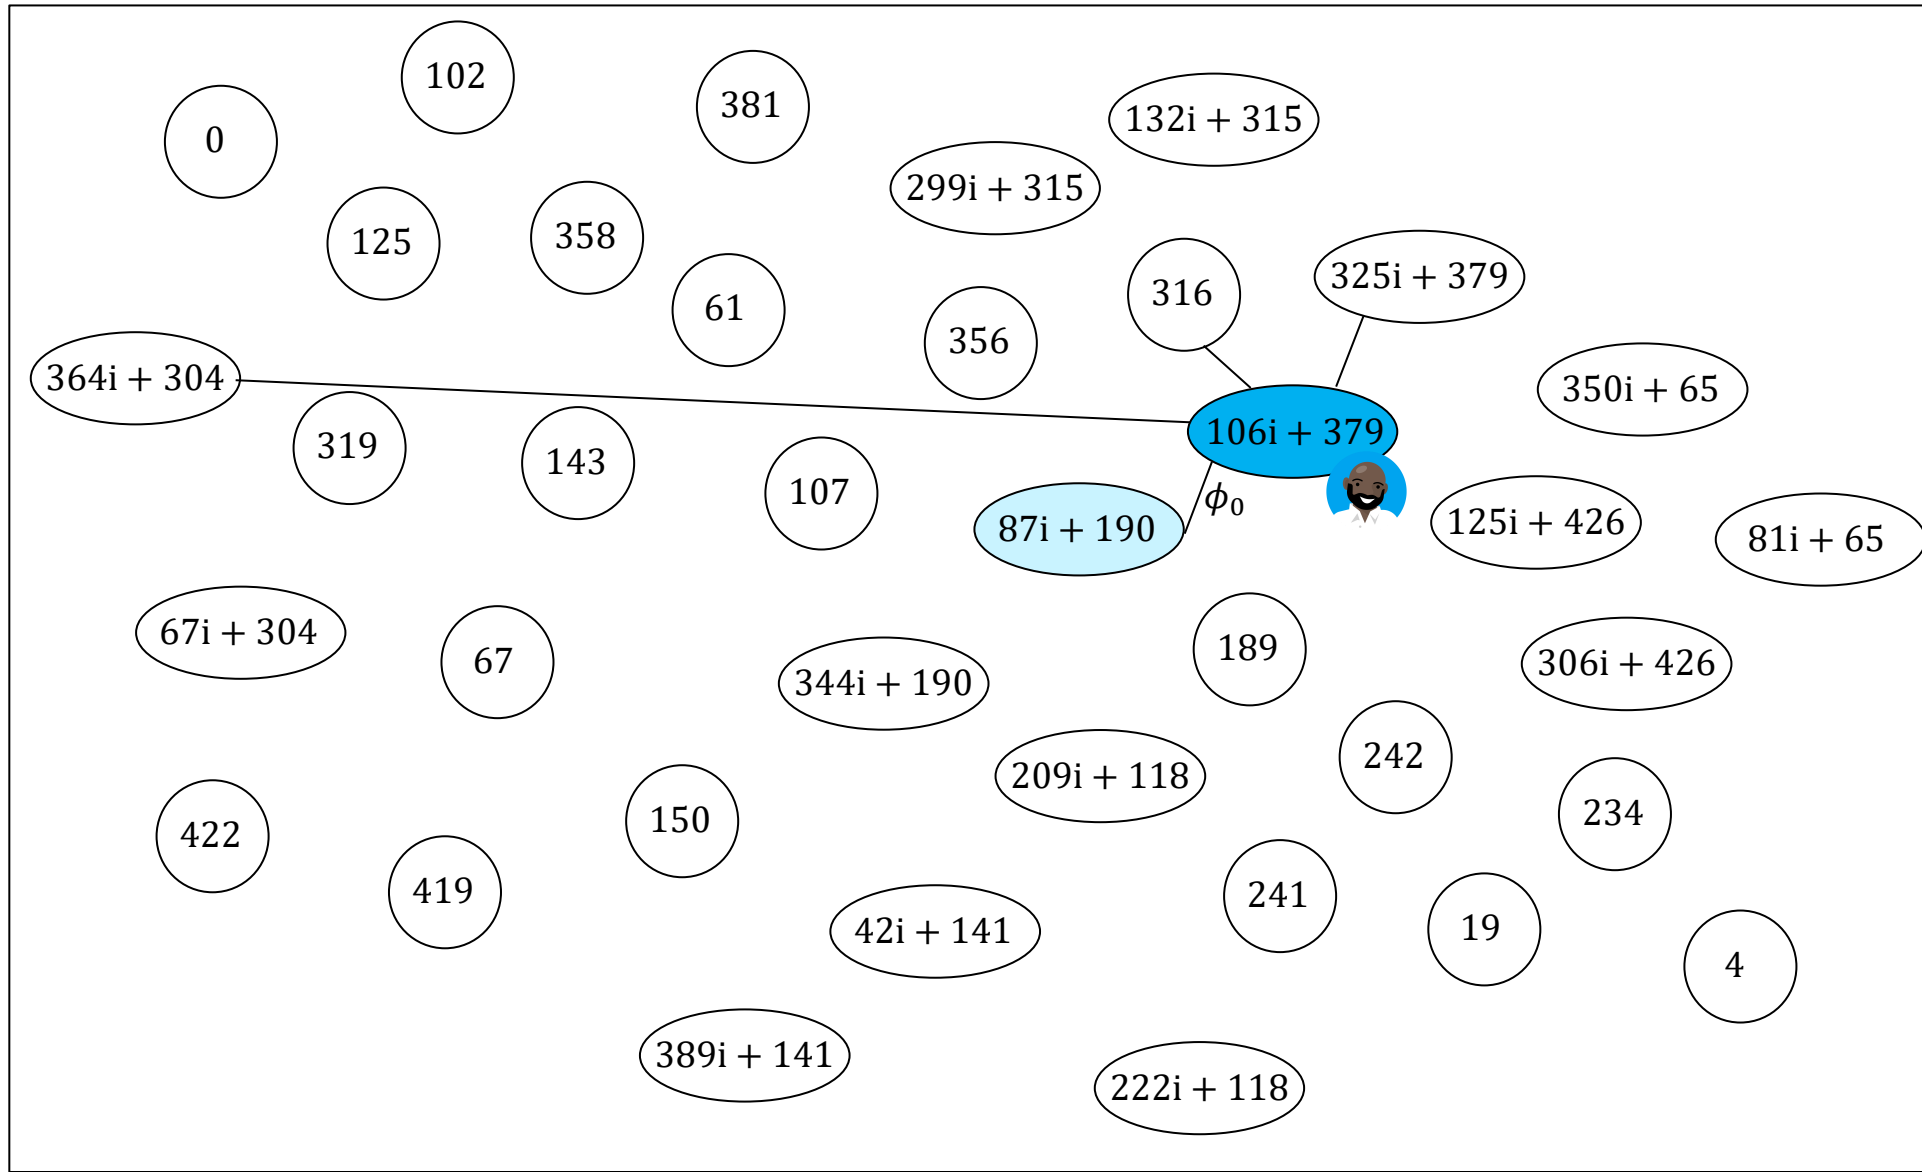 102
381
132i + 315
0
299i + 315
125
358
325i + 379
316
61
356
364i + 304
350i + 65
106i + 379
319
143
107
ϕ₀
87i + 190
125i + 426
81i + 65
67i + 304
67
189
306i + 426
344i + 190
242
209i + 118
234
150
422
419
241
42i + 141
19
4
389i + 141
222i + 118